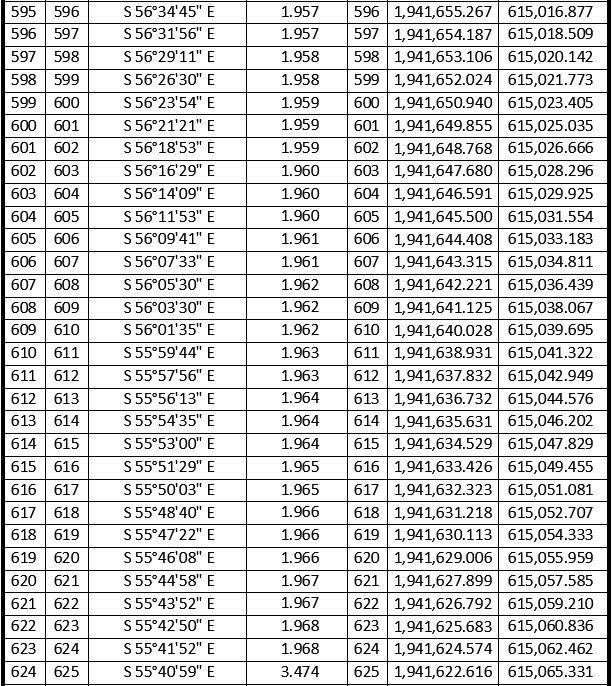 595 596 S 56°34'45" E 1.957 596 1,941,655.267 615,016.877
596 597 S 56°31'56" E 1.957 597 1,941,654.187 615,018.509
597 598 S 56°29'11" E 1.958 598 1,941,653.106 615,020.142
598 599 S 56°26'30" E 1.958 599 1,941,652.024 615,021.773
599 600 S 56°23'54" E 1.959 600 1,941,650.940 615,023.405
600 601 S 56°21'21" E 1.959 601 1,941,649.855 615,025.035
601 602 S 56°18'53" E 1.959 602 1,941,648.768 615,026.666
602 603 S 56°16'29" E 1.960 603 1,941,647.680 615,028.296
603 604 S 56°14'09" E 1.960 604 1,941,646.591 615,029.925
604 605 S 56°11'53" E 1.960 605 1,941,645.500 615,031.554
605 606 S 56°09'41" E 1.961 606 1,941,644.408 615,033.183
606 607 S 56°07'33" E 1.961 607 1,941,643.315 615,034.811
607 608 S 56°05'30" E 1.962 608 1,941,642.221 615,036.439
608 609 S 56°03'30" E 1.962 609 1,941,641.125 615,038.067
609 610 S 56°01'35" E 1.962 610 1,941,640.028 615,039.695
610 611 S 55°59'44" E 1.963 611 1,941,638.931 615,041.322
611 612 S 55°57'56" E 1.963 612 1,941,637.832 615,042.949
612 613 S 55°56'13" E 1.964 613 1,941,636.732 615,044.576
613 614 S 55°54'35" E 1.964 614 1,941,635.631 615,046.202
614 615 S 55°53'00" E 1.964 615 1,941,634.529 615,047.829
615 616 S 55°51'29" E 1.965 616 1,941,633.426 615,049.455
616 617 S 55°50'03" E 1.965 617 1,941,632.323 615,051.081
617 618 S 55°48'40" E 1.966 618 1,941,631.218 615,052.707
618 619 S 55°47'22" E 1.966 619 1,941,630.113 615,054.333
619 620 S 55°46'08" E 1.966 620 1,941,629.006 615,055.959
620 621 S 55°44'58" E 1.967 621 1,941,627.899 615,057.585
621 622 S 55°43'52" E 1.967 622 1,941,626.792 615,059.210
622 623 S 55°42'50" E 1.968 623 1,941,625.683 615,060.836
623 624 S 55°41'52" E 1.968 624 1,941,624.574 615,062.462
624 625 S 55°40'59" E 3.474 625 1,941,622.616 615,065.331